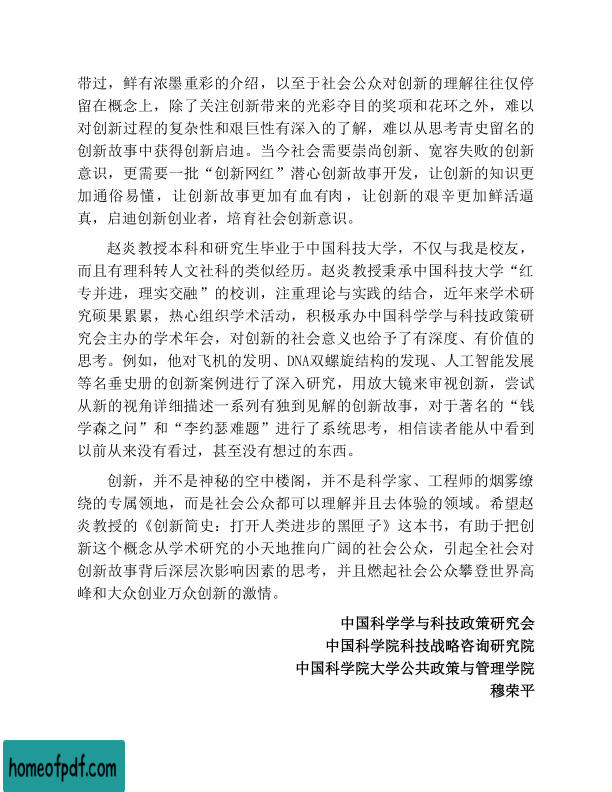 带过，鲜有浓墨重彩的介绍，以至于社会公众对创新的理解往往仅停
留在概念上，除了关注创新带来的光彩夺目的奖项和花环之外，难以
对创新过程的复杂性和艰巨性有深入的了解，难以从思考青史留名的
创新故事中获得创新启迪。当今社会需要崇尚创新、宽容失败的创新
意识，更需要一批“创新网红”潜心创新故事开发，让创新的知识更
加通俗易懂，让创新故事更加有血有肉，让创新的艰辛更加鲜活逼
真，启迪创新创业者，培育社会创新意识。
赵炎教授本科和研究生毕业于中国科技大学，不仅与我是校友，
而且有理科转人文社科的类似经历。赵炎教授秉承中国科技大学“红
专并进，理实交融”的校训，注重理论与实践的结合，近年来学术研
究硕果累累，热心组织学术活动，积极承办中国科学学与科技政策研
究会主办的学术年会，对创新的社会意义也给予了有深度、有价值的
思考。例如，他对飞机的发明、DNA双螺旋结构的发现、人工智能发展
等名垂史册的创新案例进行了深入研究，用放大镜来审视创新，尝试
从新的视角详细描述一系列有独到见解的创新故事，对于著名的“钱
学森之问”和“李约瑟难题”进行了系统思考，相信读者能从中看到
以前从来没有看过，甚至没有想过的东西。
创新，并不是神秘的空中楼阁，并不是科学家、工程师的烟雾缭
绕的专属领地，而是社会公众都可以理解并且去体验的领域。希望赵
炎教授的《创新简史：打开人类进步的黑匣子》这本书，有助于把创
新这个概念从学术研究的小天地推向广阔的社会公众，引起全社会对
创新故事背后深层次影响因素的思考，并且燃起社会公众攀登世界高
峰和大众创业万众创新的激情。
中国科学学与科技政策研究会
中国科学院科技战略咨询研究院
中国科学院大学公共政策与管理学院
穆荣平
homeofpdf.com